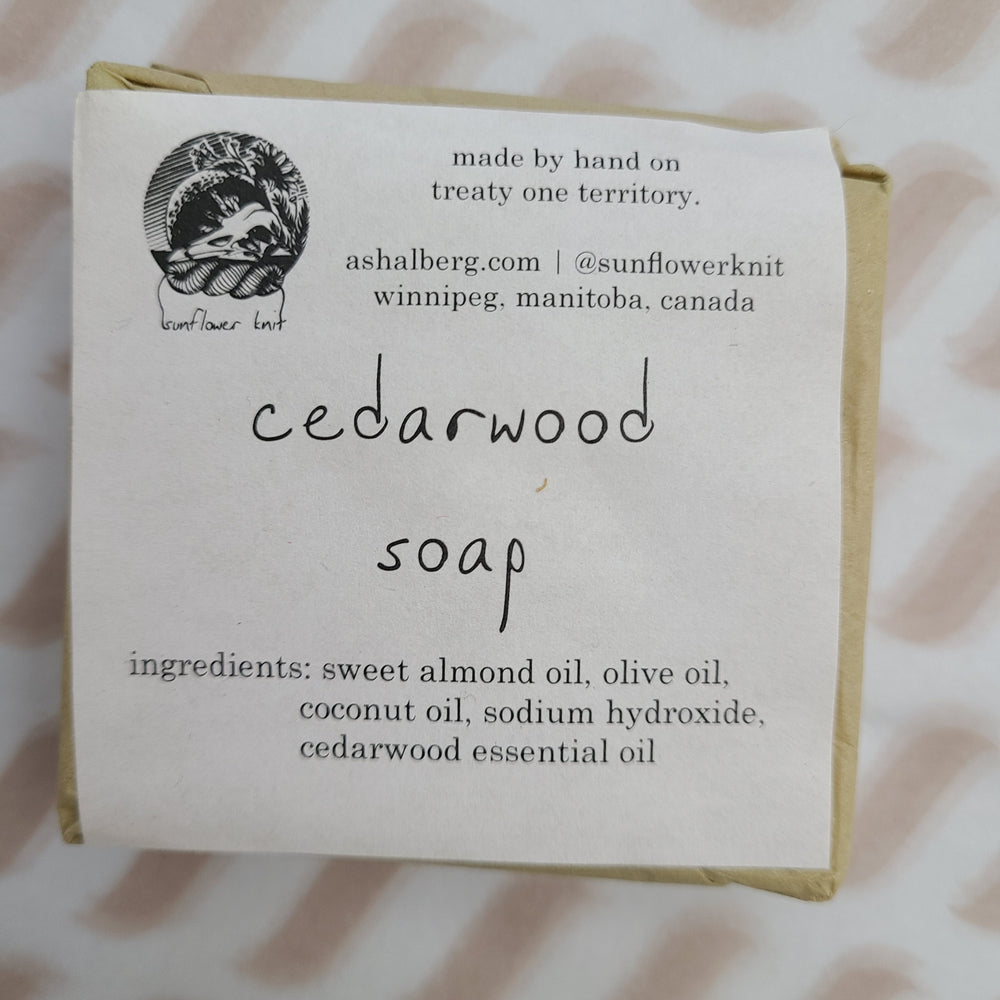 made by hand on
treaty one territory.
ashalberg.com | @sunflowerknit
winnipeg, manitoba, canada
sunflower knit
cedarwood
soap
ingredients: sweet almond oil, olive oil,
coconut oil, sodium hydroxide,
cedarwood essential oil